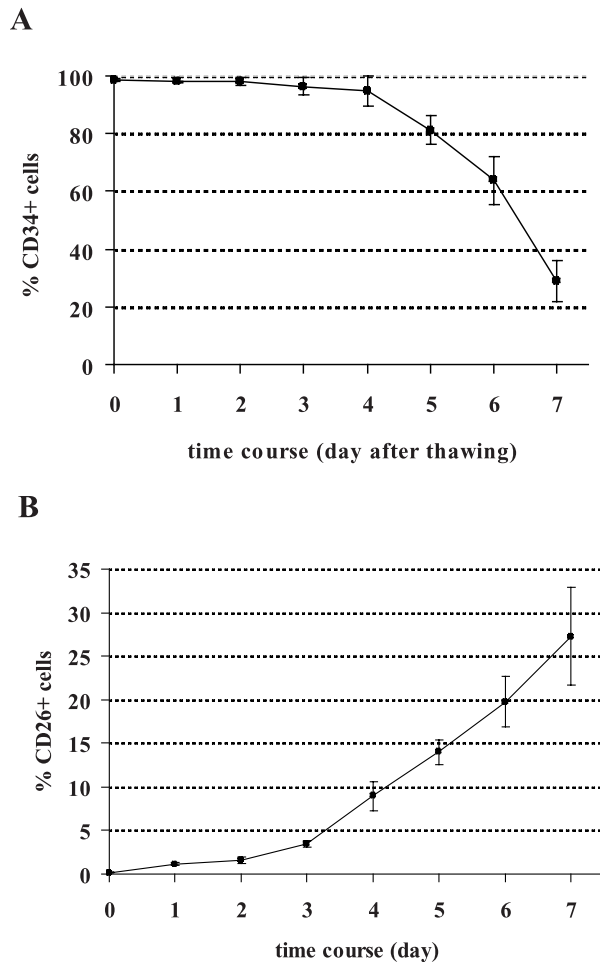 A
100
80
60
40
20
0
% CD34+ cells
0 1 2 3 4 5 6 7
time course (day after thawing)
B
35
30
25
20
15
10
5
0
% CD26+ cells
0 1 2 3 4 5 6 7
time course (day)